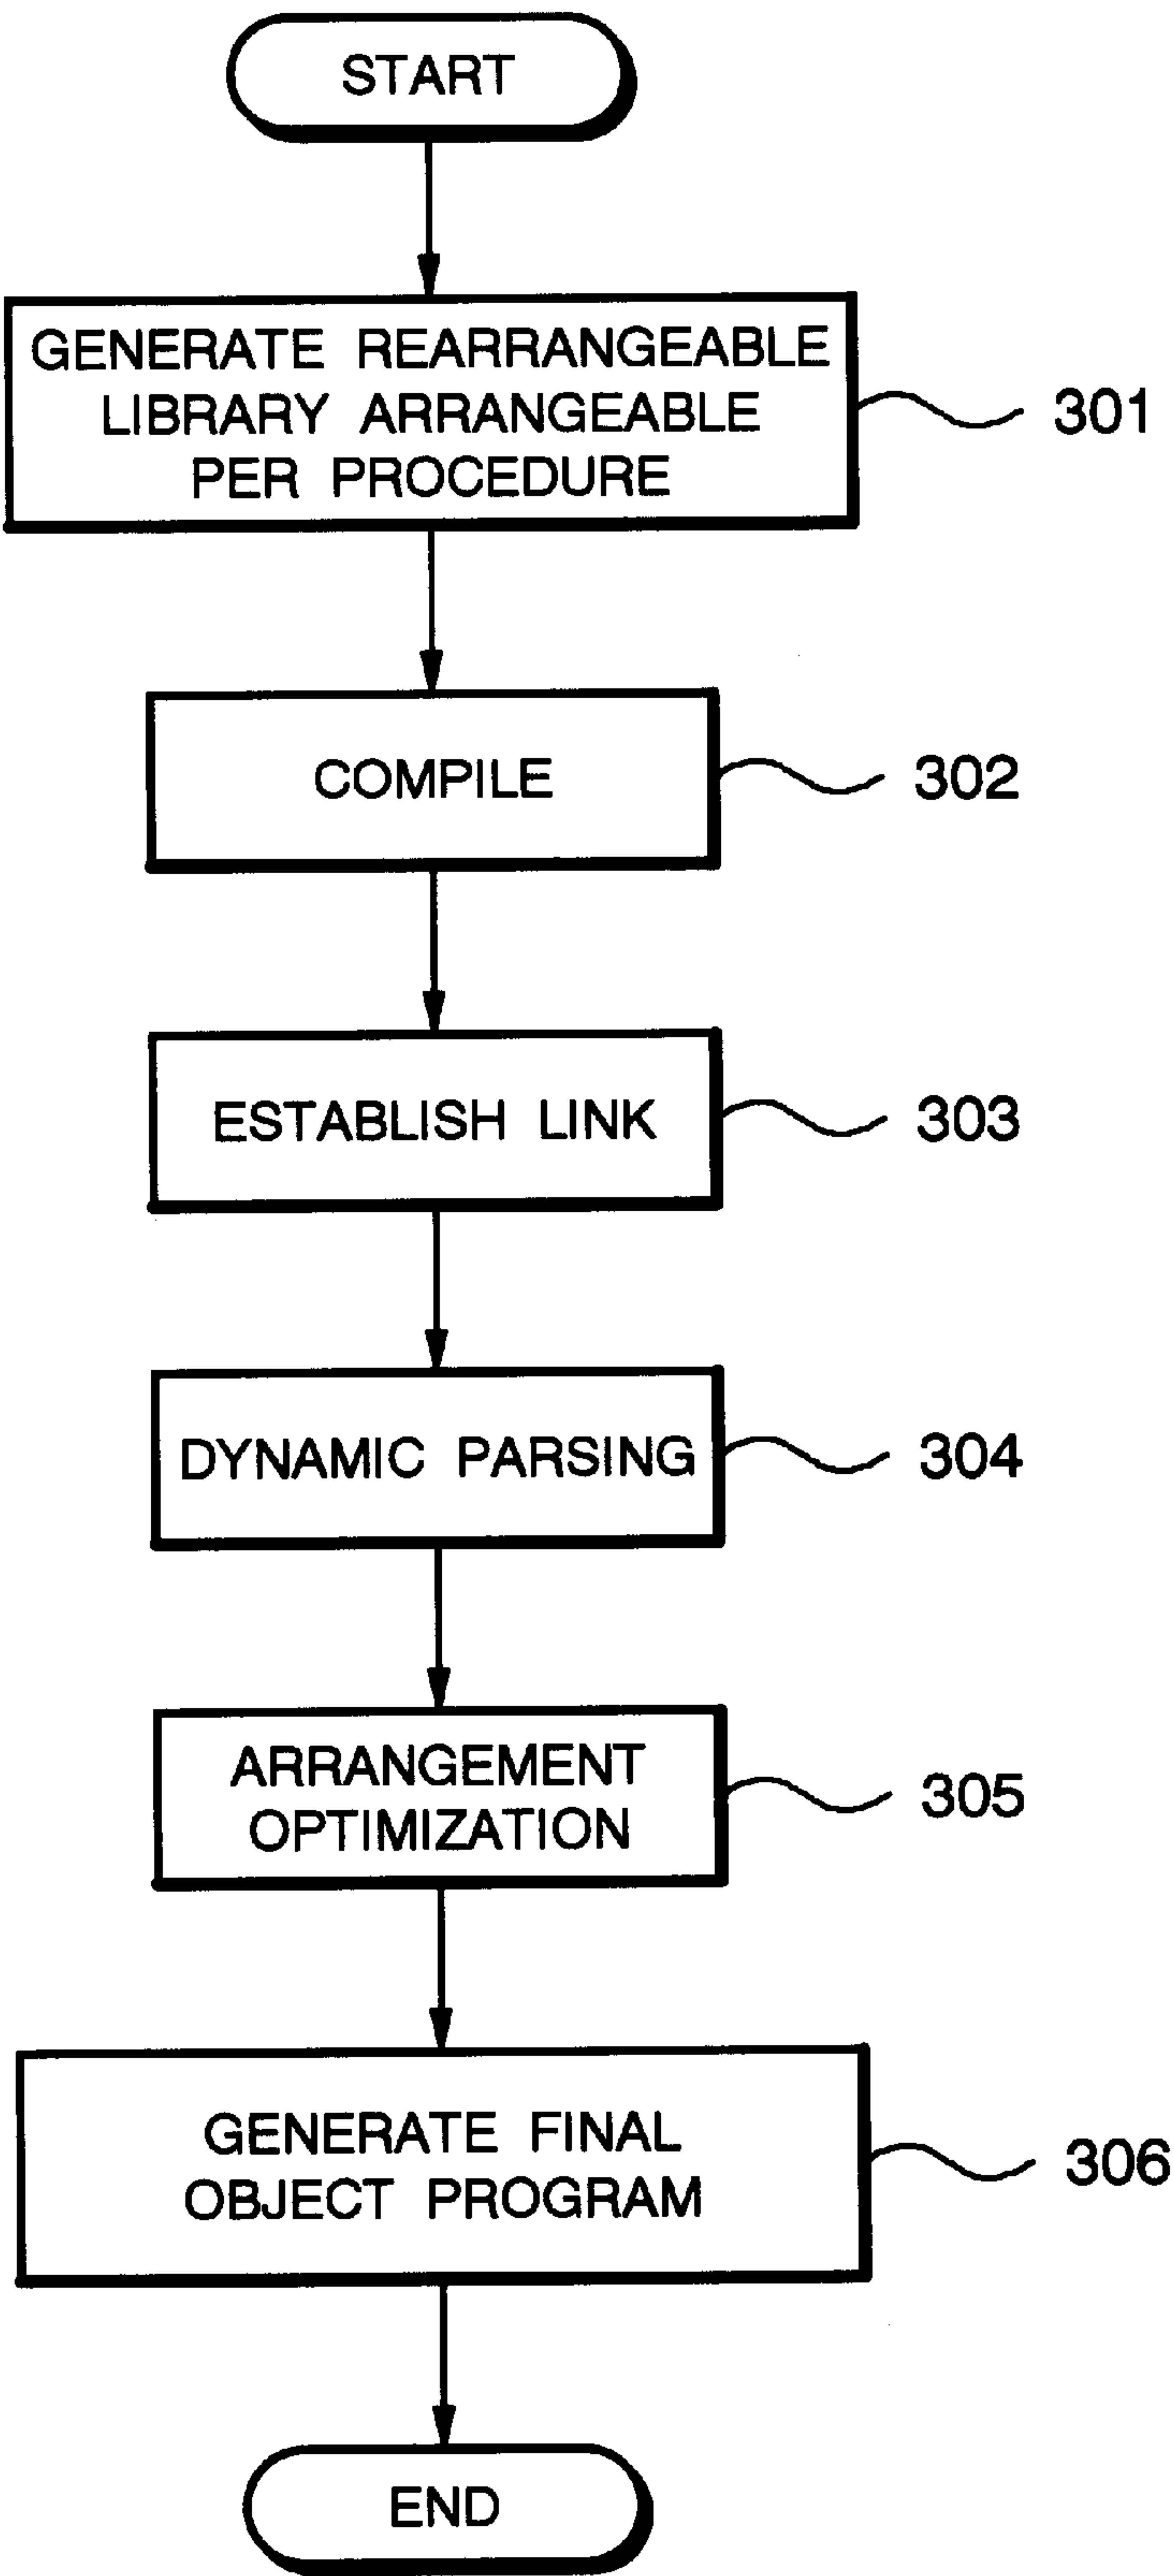 START
GENERATE REARRANGEABLE
LIBRARY ARRANGEABLE
PER PROCEDURE
301
COMPILE
302
ESTABLISH LINK
303
DYNAMIC PARSING
304
ARRANGEMENT
OPTIMIZATION
305
GENERATE FINAL
OBJECT PROGRAM
306
END